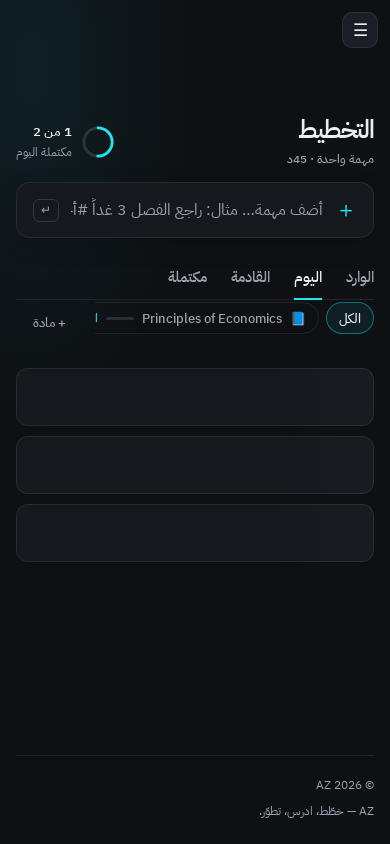 التخطيط
مهمة واحدة · 45د
1 من 2
مكتملة اليوم
+ أضف مهمة... مثال: راجع الفصل 3 غداً #أ ↵
الوارد اليوم القادمة مكتملة
الكل 📘 Principles of Economics + مادة
© 2026 AZ
AZ — خطّط، ادرس، تطوّر.